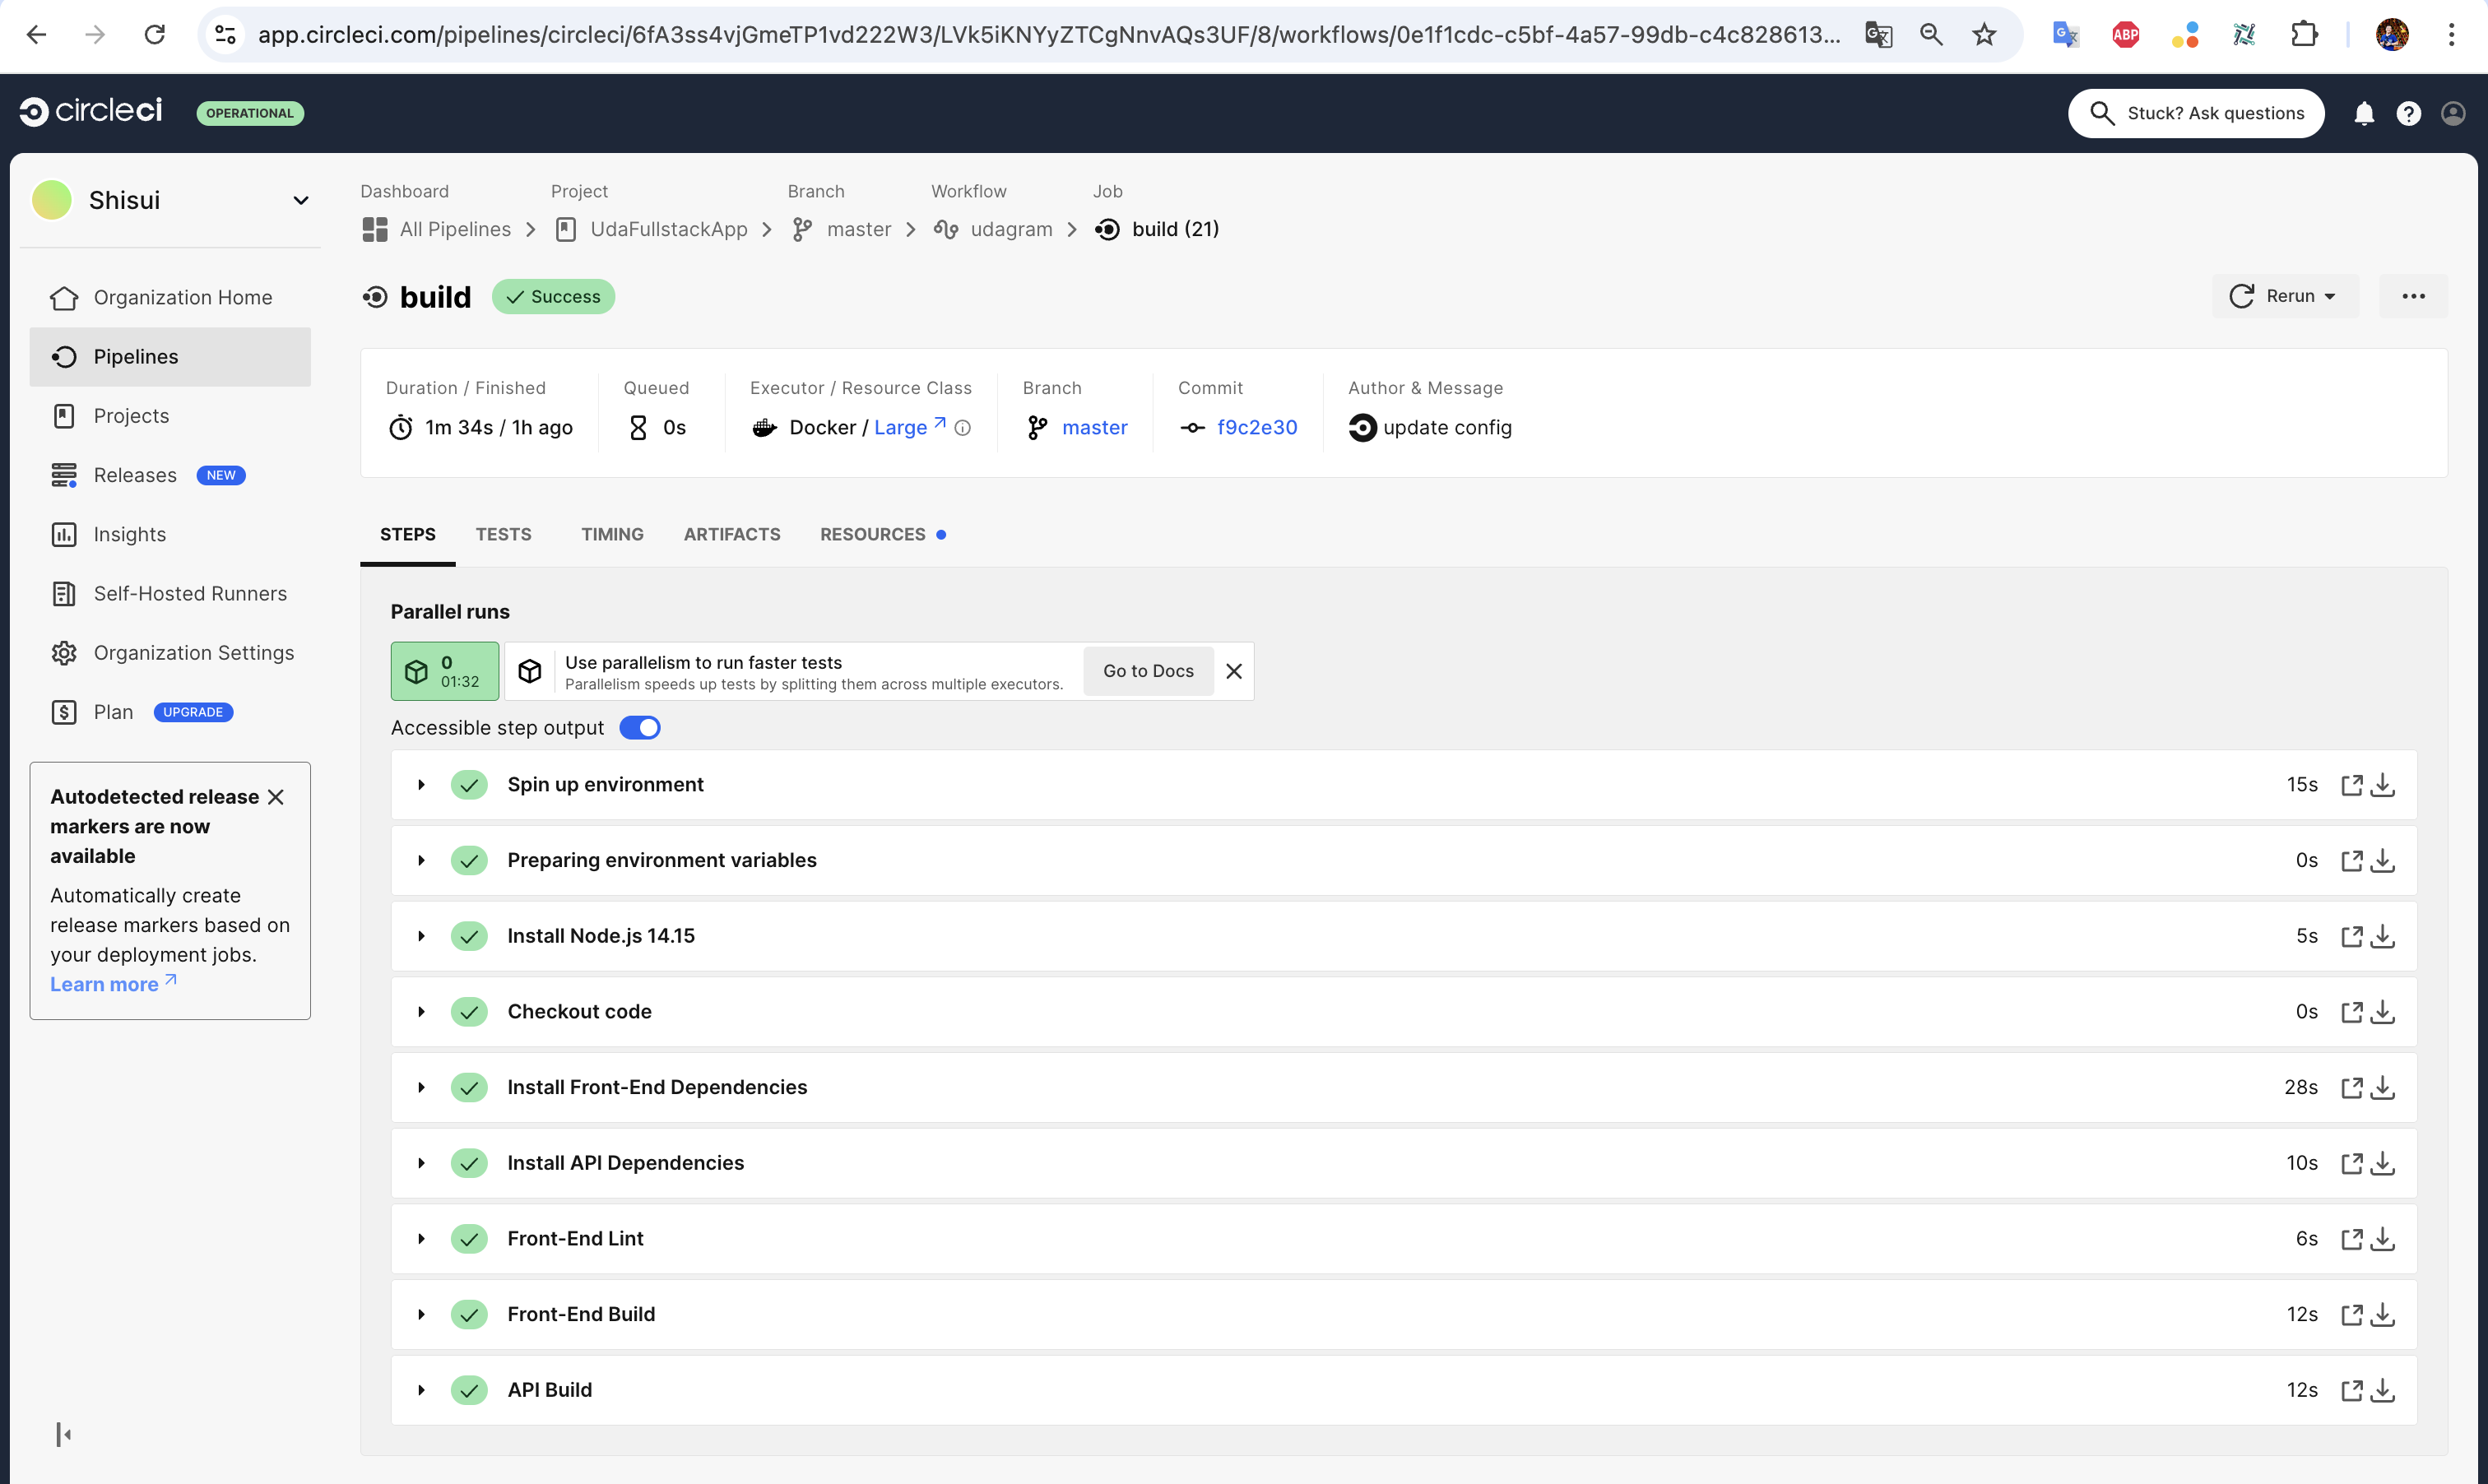 app.circleci.com/pipelines/circleci/6fA3ss4vjGmeTP1vd222W3/LVk5iKNYyZTCgNnvAQs3UF/8/workflows/0e1f1cdc-c5bf-4a57-99db-c4c828613...
ABP
circleci
OPERATIONAL
Stuck? Ask questions
Shisui
Organization Home
Pipelines
Projects
Releases NEW
Insights
Self-Hosted Runners
Organization Settings
Plan UPGRADE
Autodetected release
markers are now
available
Automatically create
release markers based on
your deployment jobs.
Learn more
Dashboard Project Branch Workflow Job
All Pipelines UdaFullstackApp master udagram build (21)
build Success
Rerun
Duration / Finished Queued Executor / Resource Class Branch Commit Author & Message
1m 34s / 1h ago 0s Docker / Large master f9c2e30 update config
STEPS TESTS TIMING ARTIFACTS RESOURCES
Parallel runs
0
01:32
Use parallelism to run faster tests
Parallelism speeds up tests by splitting them across multiple executors.
Go to Docs
Accessible step output
Spin up environment 15s
Preparing environment variables 0s
Install Node.js 14.15 5s
Checkout code 0s
Install Front-End Dependencies 28s
Install API Dependencies 10s
Front-End Lint 6s
Front-End Build 12s
API Build 12s